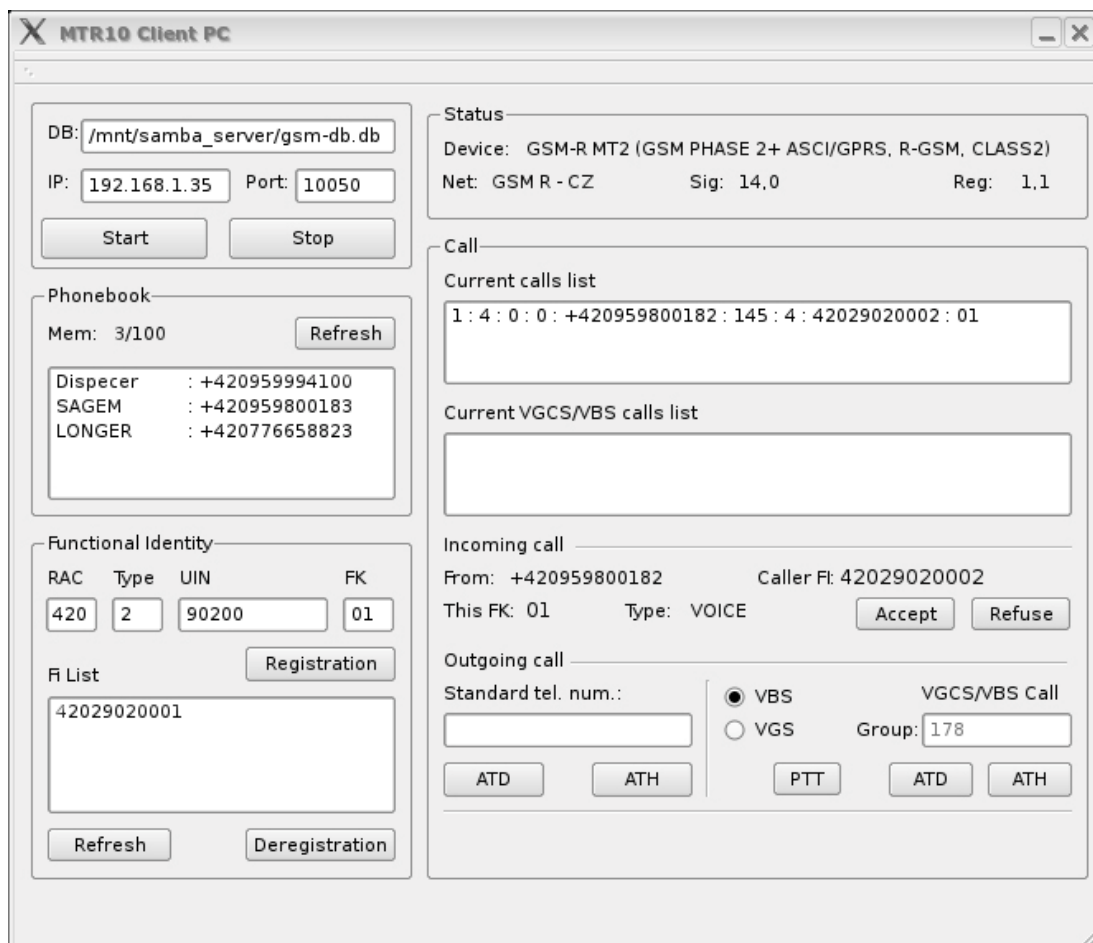 MTR10 Client PC
DB: /mnt/samba_server/gsm-db.db
IP: 192.168.1.35 Port: 10050
Start Stop
Phonebook
Mem: 3/100 Refresh
Dispecer : +420959994100
SAGEM : +420959800183
LONGER : +420776658823
Functional Identity
RAC Type UIN FK
420 2 90200 01
Registration
Fi List
42029020001
Refresh Deregistration
Status
Device: GSM-R MT2 (GSM PHASE 2+ ASCI/GPRS, R-GSM, CLASS2)
Net: GSM R - CZ Sig: 14,0 Reg: 1,1
Call
Current calls list
1 : 4 : 0 : 0 : +420959800182 : 145 : 4 : 42029020002 : 01
Current VGCS/VBS calls list
Incoming call
From: +420959800182 Caller FI: 42029020002
This FK: 01 Type: VOICE Accept Refuse
Outgoing call
Standard tel. num.: VBS VGCS/VBS Call
VGS Group: 178
ATD ATH PTT ATD ATH